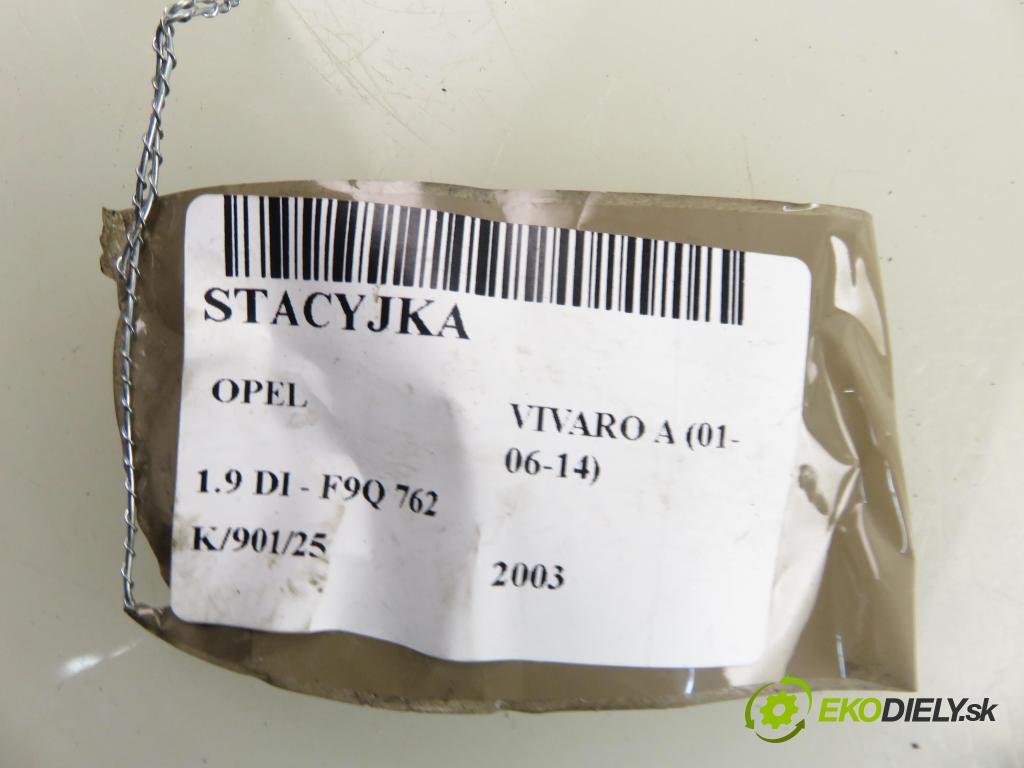 STACYJKA
OPEL
VIVARO A (01-
06-14)
1.9 DI - F9Q 762
K/901/25
2003
EKODIELY.sk